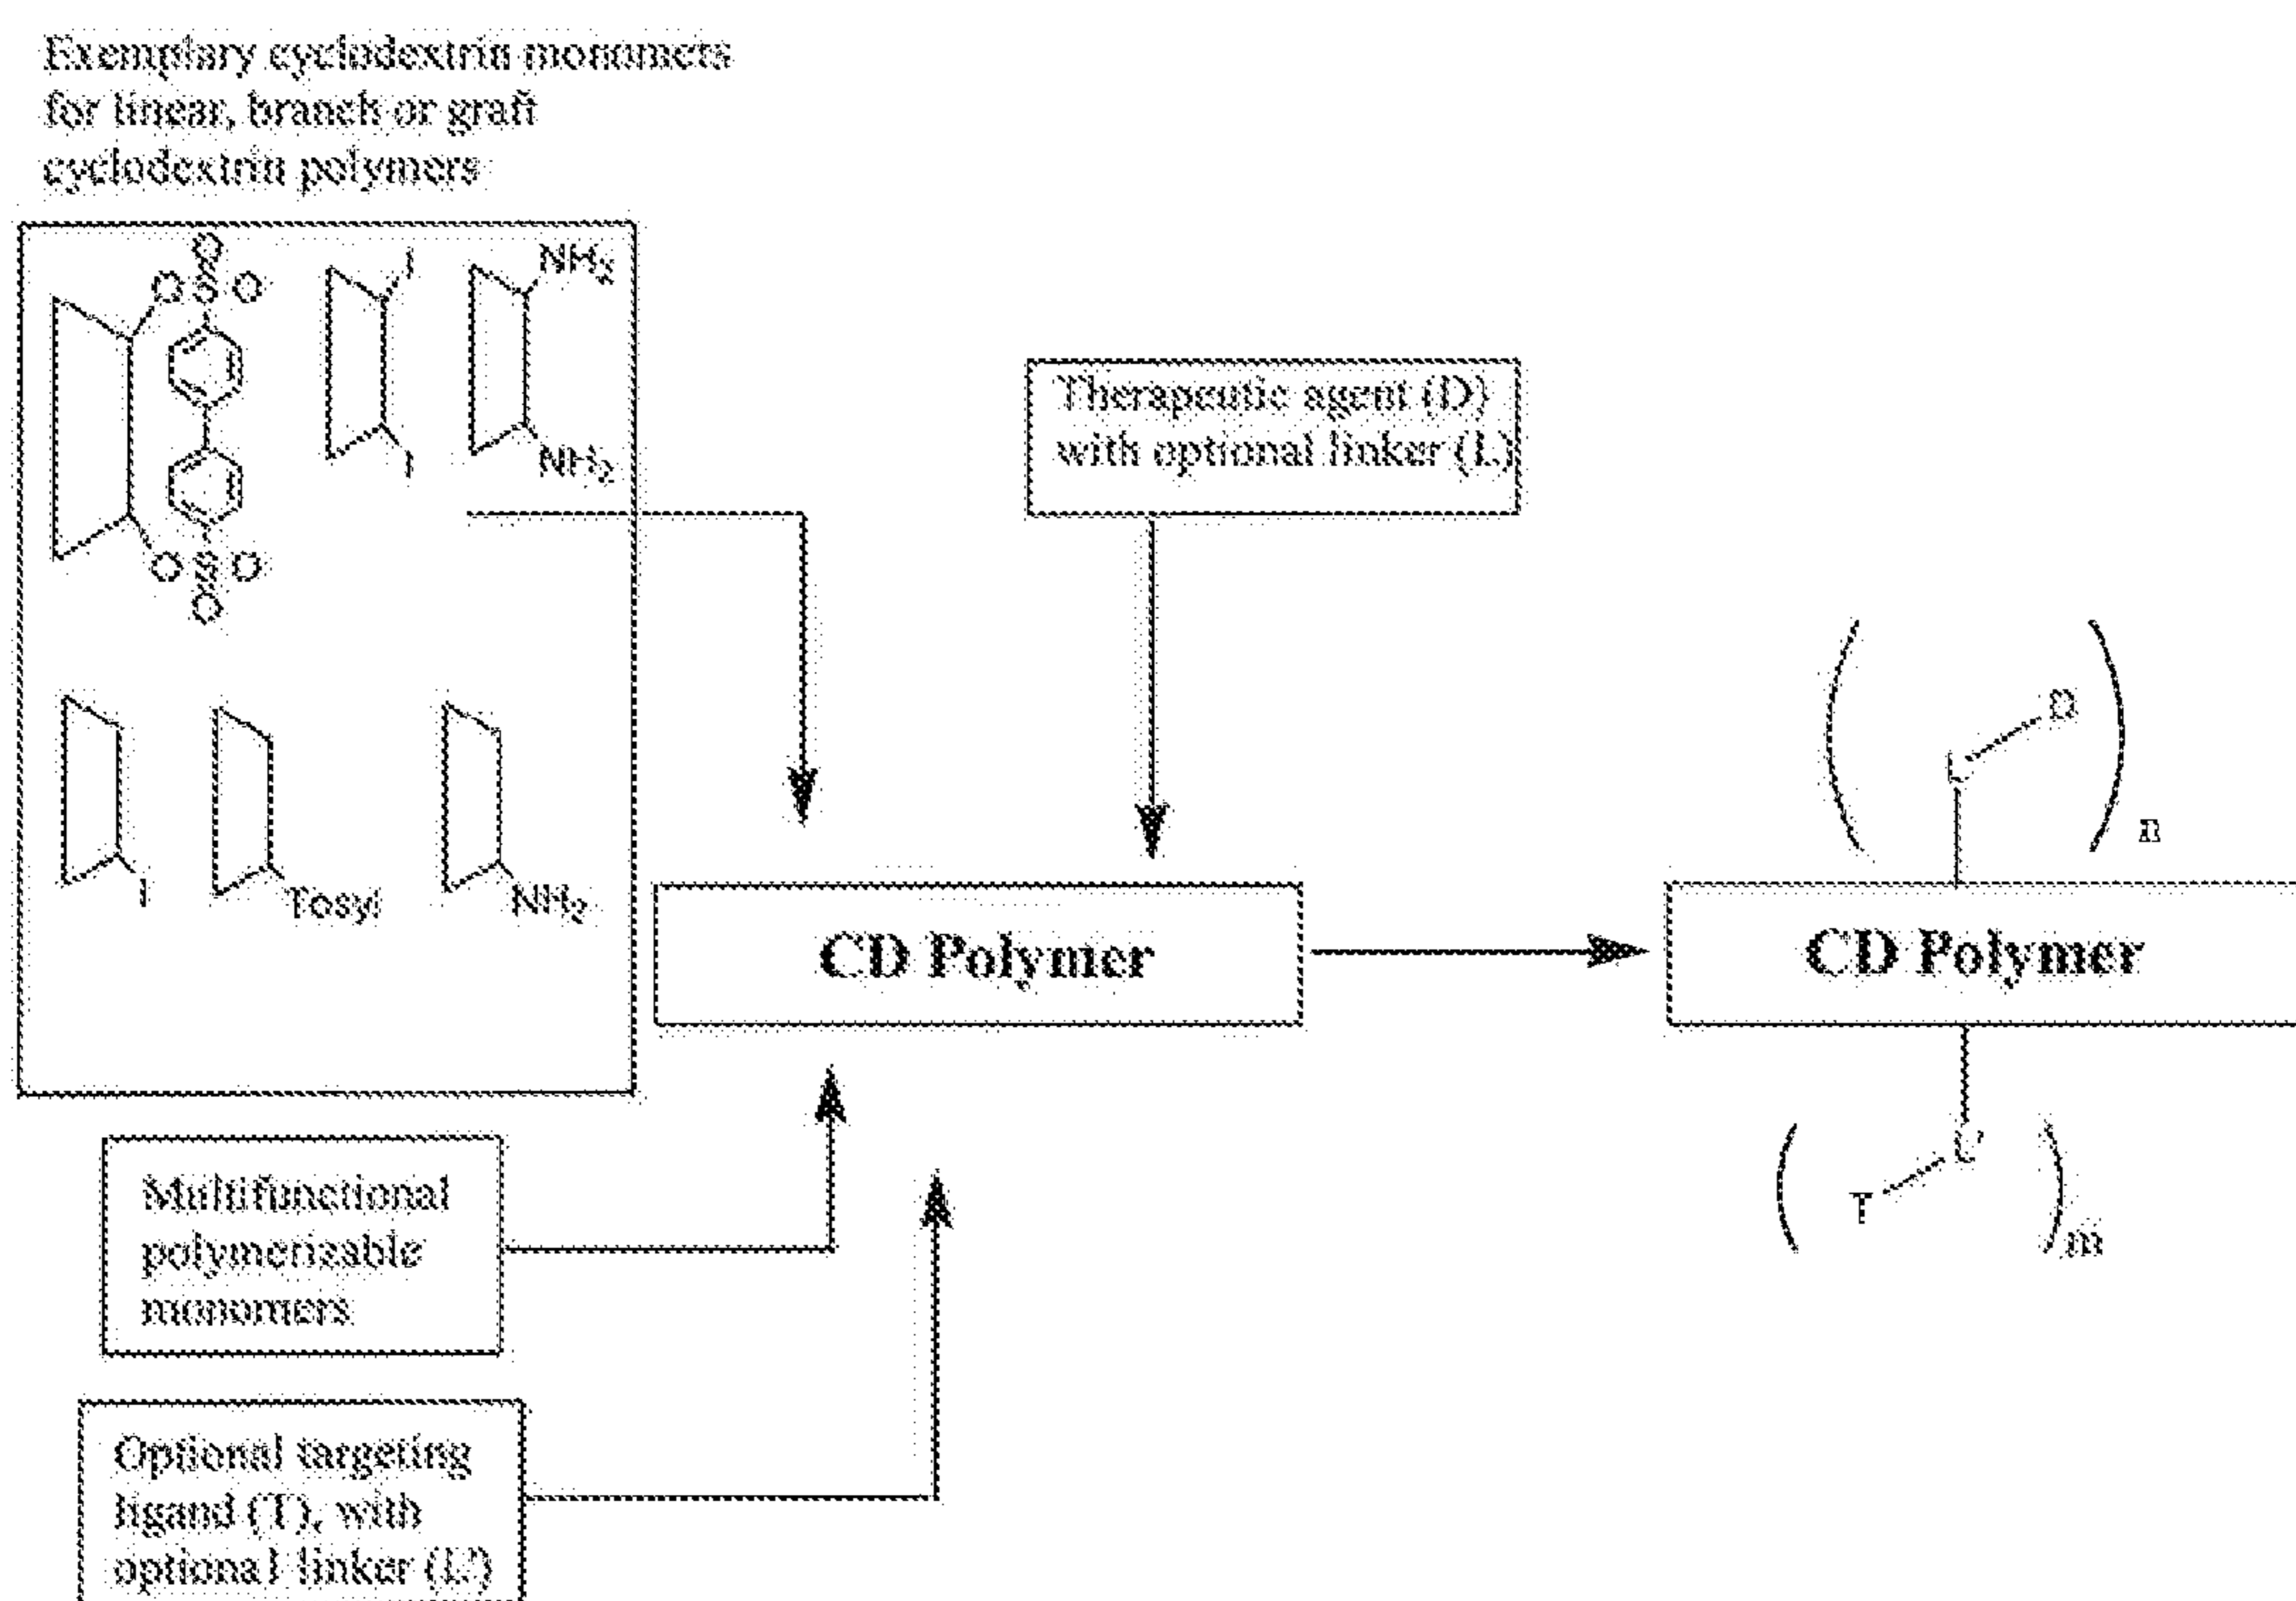 Exemplary cyclodextrin monomers
for linear, branch or graft
cyclodextrin polymers
O
O S O
I
NH2
I
NH2
O S O
O
I
Tosyl
NH2
Therapeutic agent (D)
with optional linker (L)
D
L
n
CD Polymer
CD Polymer
L'
T
m
Multifunctional
polymerizable
monomers
Optional targeting
ligand (T), with
optional linker (L')